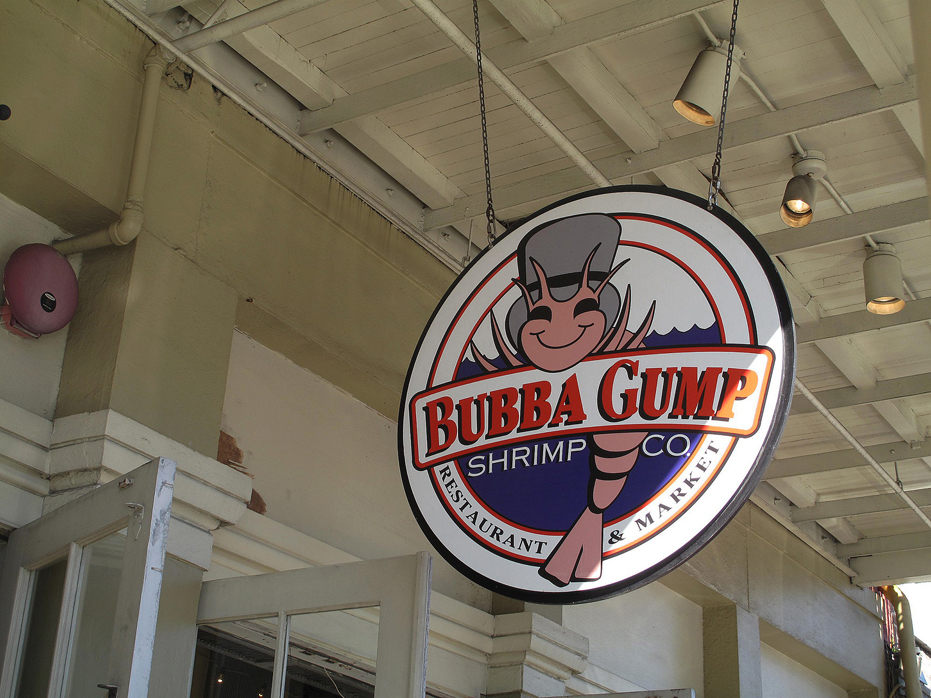 BUBBA GUMP
SHRIMP CO.
RESTAURANT & MARKET